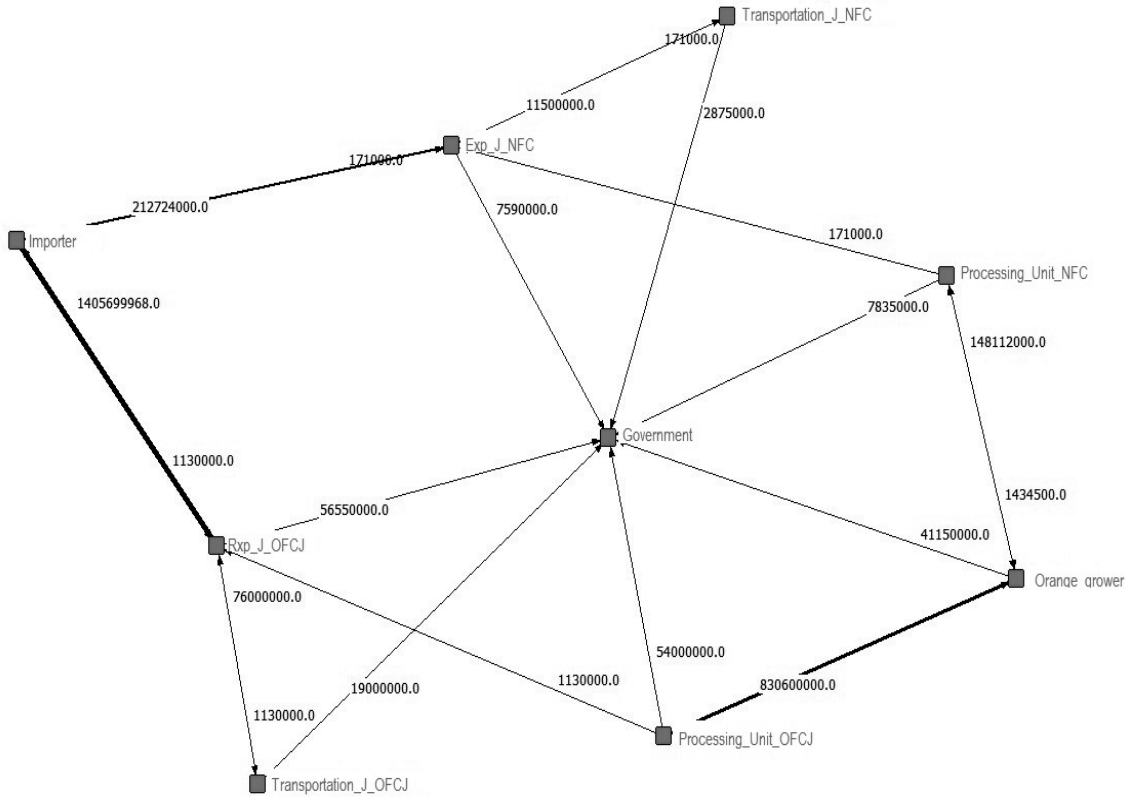 Transportation_J_NFC
171000.0
11500000.0
2875000.0
Exp_J_NFC
171000.0
212724000.0
7590000.0
171000.0
Importer
Processing_Unit_NFC
1405699968.0
7835000.0
148112000.0
Government
1130000.0
1434500.0
56550000.0
41150000.0
Rxp_J_OFCJ
Orange_grower
76000000.0
54000000.0
1130000.0
19000000.0
830600000.0
1130000.0
Processing_Unit_OFCJ
Transportation_J_OFCJ